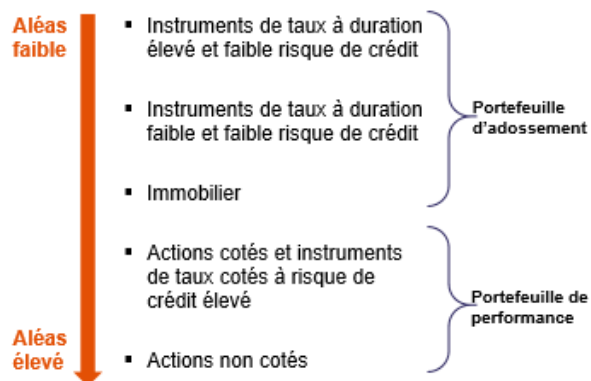 Aléas
faible
▪ Instruments de taux à duration
élevé et faible risque de crédit
▪ Instruments de taux à duration
faible et faible risque de crédit
Portefeuille
d'adossement
▪ Immobilier
▪ Actions cotés et instruments
de taux cotés à risque de
crédit élevé
Portefeuille de
performance
Aléas
élevé
▪ Actions non cotés